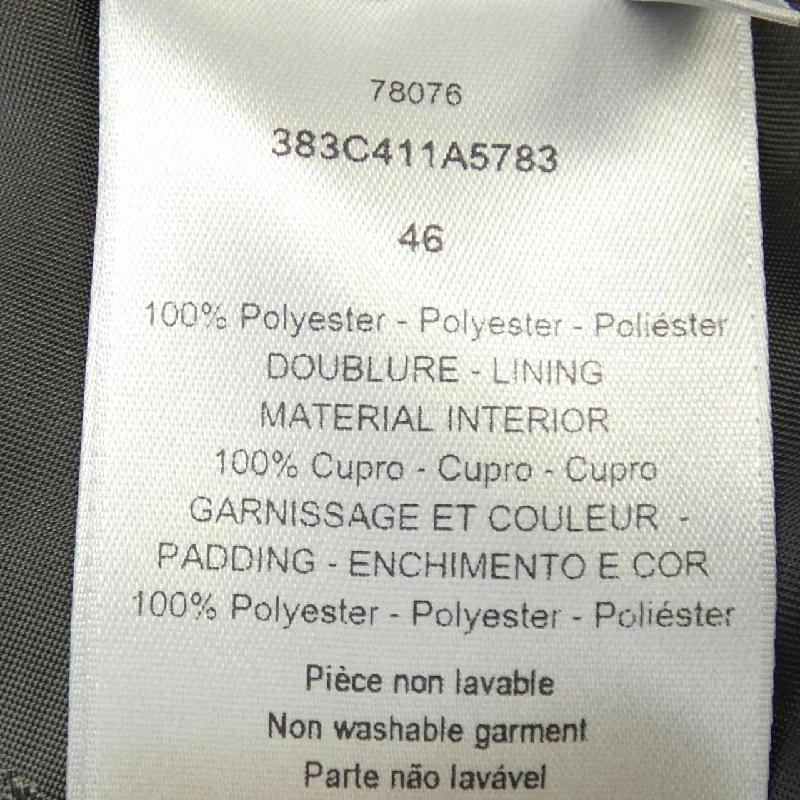 78076
383C411A5783
46
100% Polyester - Polyester - Poliéster
DOUBLURE - LINING
MATERIAL INTERIOR
100% Cupro - Cupro - Cupro
GARNISSAGE ET COULEUR -
PADDING - ENCHIMENTO E COR
100% Polyester - Polyester - Poliéster
Pièce non lavable
Non washable garment
Parte não lavável